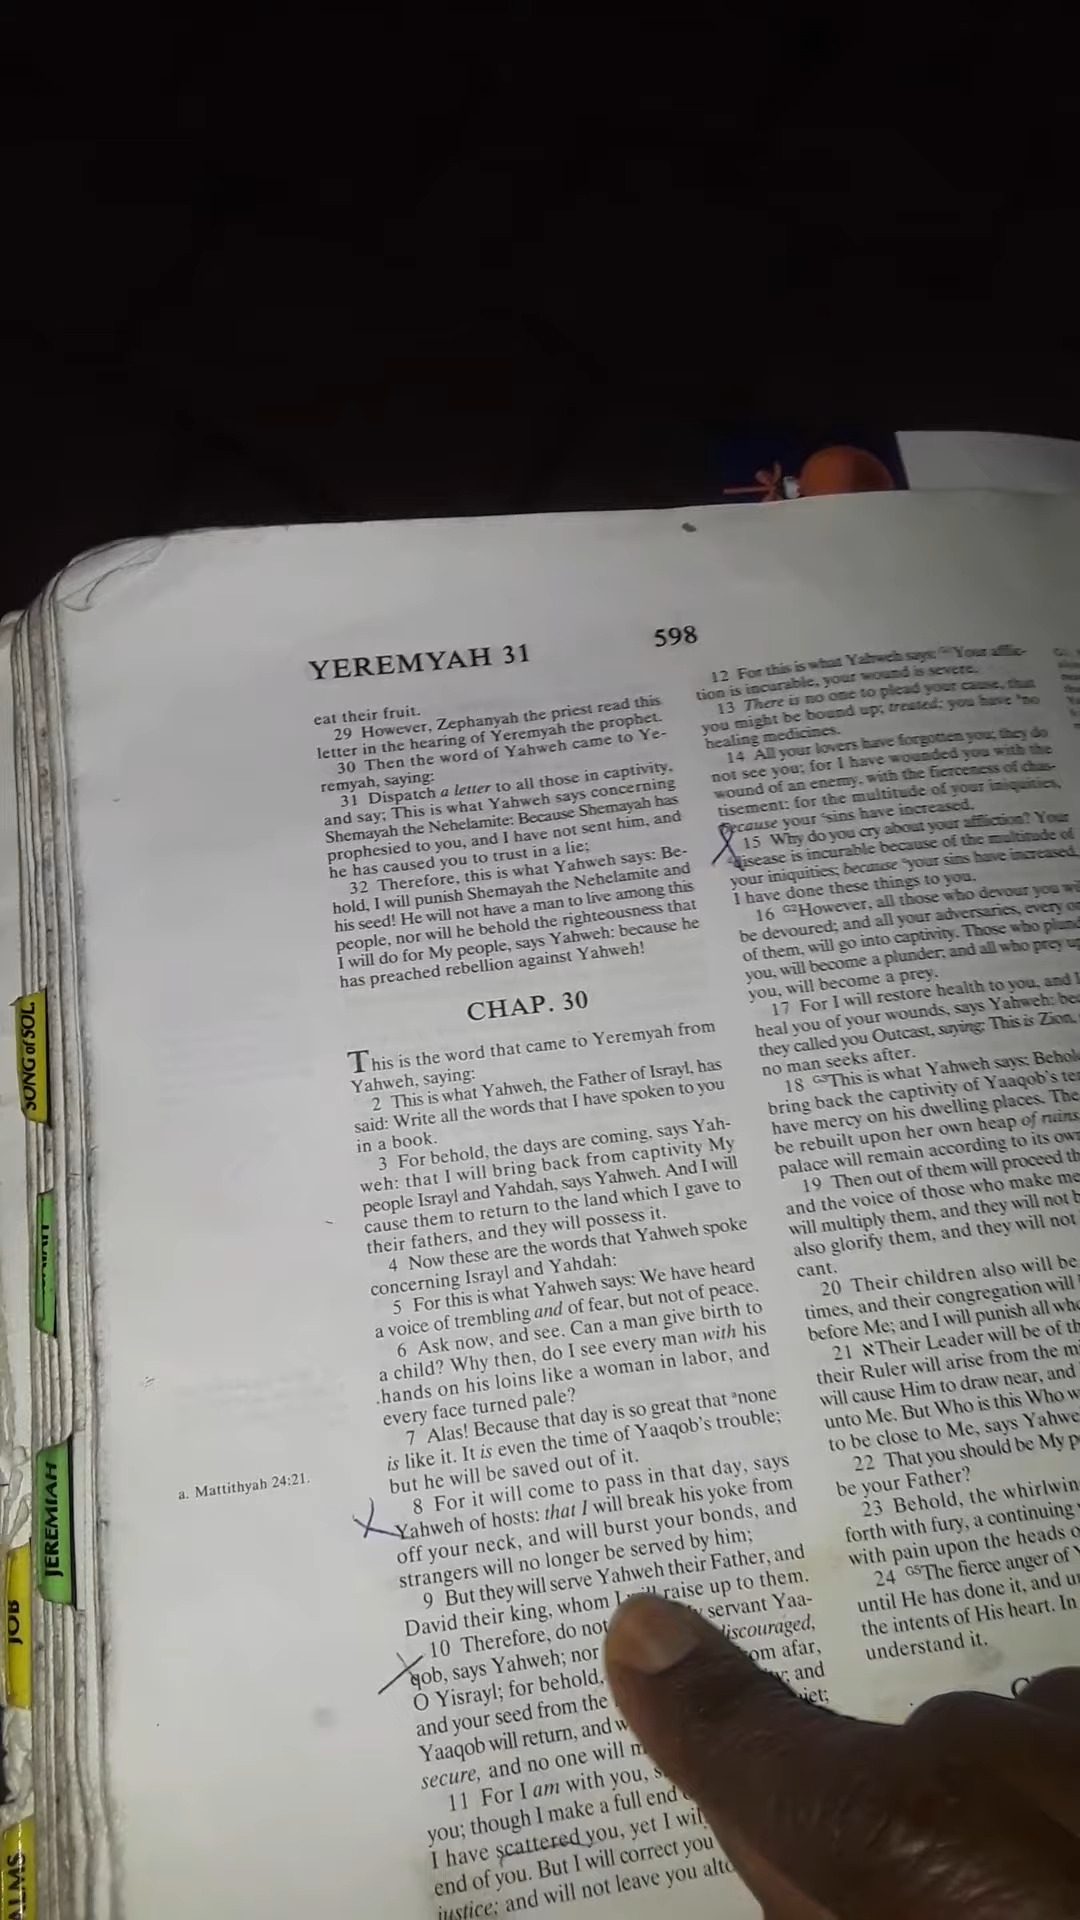 YEREMYAH 31
598
eat their fruit.
29 However, Zephanyah the priest read this
letter in the hearing of Yeremyah the prophet.
30 Then the word of Yahweh came to Ye-
remyah, saying:
31 Dispatch a letter to all those in captivity,
and say; This is what Yahweh says concerning
Shemayah the Nehelamite: Because Shemayah has
prophesied to you, and I have not sent him, and
he has caused you to trust in a lie;
32 Therefore, this is what Yahweh says: Be-
hold, I will punish Shemayah the Nehelamite and
his seed! He will not have a man to live among this
people, nor will he behold the righteousness that
I will do for My people, says Yahweh: because he
has preached rebellion against Yahweh!
CHAP. 30
This is the word that came to Yeremyah from
Yahweh, saying:
2 This is what Yahweh, the Father of Israyl, has
said: Write all the words that I have spoken to you
in a book.
3 For behold, the days are coming, says Yah-
weh: that I will bring back from captivity My
people Israyl and Yahdah, says Yahweh. And I will
cause them to return to the land which I gave to
their fathers, and they will possess it.
4 Now these are the words that Yahweh spoke
concerning Israyl and Yahdah:
5 For this is what Yahweh says: We have heard
a voice of trembling and of fear, but not of peace.
6 Ask now, and see. Can a man give birth to
a child? Why then, do I see every man with his
hands on his loins like a woman in labor, and
every face turned pale?
7 Alas! Because that day is so great that ᵃnone
is like it. It is even the time of Yaaqob's trouble;
but he will be saved out of it.
8 For it will come to pass in that day, says
Yahweh of hosts: that I will break his yoke from
off your neck, and will burst your bonds, and
strangers will no longer be served by him;
9 But they will serve Yahweh their Father, and
David their king, whom I will raise up to them.
10 Therefore, do not servant Yaa-
qob, says Yahweh; nor discouraged,
O Yisrayl; for behold, from afar,
and your seed from the and
Yaaqob will return, and
secure, and no one will
11 For I am with you,
you; though I make a full end
I have scattered you, yet I
end of you. But I will correct you
justice; and will not leave you
a. Mattithyah 24:21.
12 For this is what Yahweh says: Your afflic-
tion is incurable, your wound is severe.
13 There is no one to plead your cause, that
you might be bound up; treated; you have no
healing medicines.
14 All your lovers have forgotten you; they do
not see you; for I have wounded you with the
wound of an enemy, with the fierceness of chas-
tisement; for the multitude of your iniquities,
because your sins have increased.
15 Why do you cry about your affliction? Your
disease is incurable because of the multitude of
your iniquities; because your sins have increased,
I have done these things to you.
16 G2However, all those who devour you
be devoured; and all your adversaries, every
of them, will go into captivity. Those who
you, will become a plunder; and all who prey
you, will become a prey.
17 For I will restore health to you, and I
heal you of your wounds, says Yahweh:
they called you Outcast, saying; This is Zion,
no man seeks after.
18 G3This is what Yahweh says:
bring back the captivity of Yaaqob's
have mercy on his dwelling places.
be rebuilt upon her own heap of ruins,
palace will remain according to its own
19 Then out of them will proceed
and the voice of those who make
will multiply them, and they will not
also glorify them, and they will not
cant.
20 Their children also will be
times, and their congregation will
before Me; and I will punish all
21 אTheir Leader will be of
their Ruler will arise from the
will cause Him to draw near, and
unto Me. But Who is this Who
to be close to Me, says
22 That you should be My
be your Father?
23 Behold, the
forth with fury, a continuing
with pain upon the heads
24 G5The fierce anger of
until He has done it, and
the intents of His heart. In
understand it.
SONG of SOL.
JEREMIAH
JOB